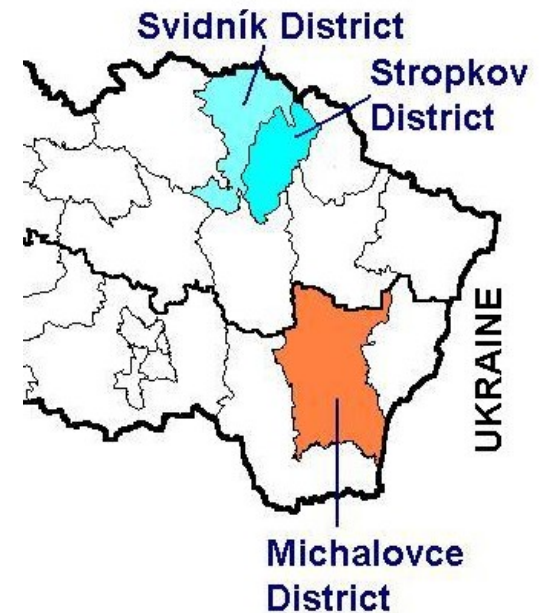 Svidník District
Stropkov
District
UKRAINE
Michalovce
District